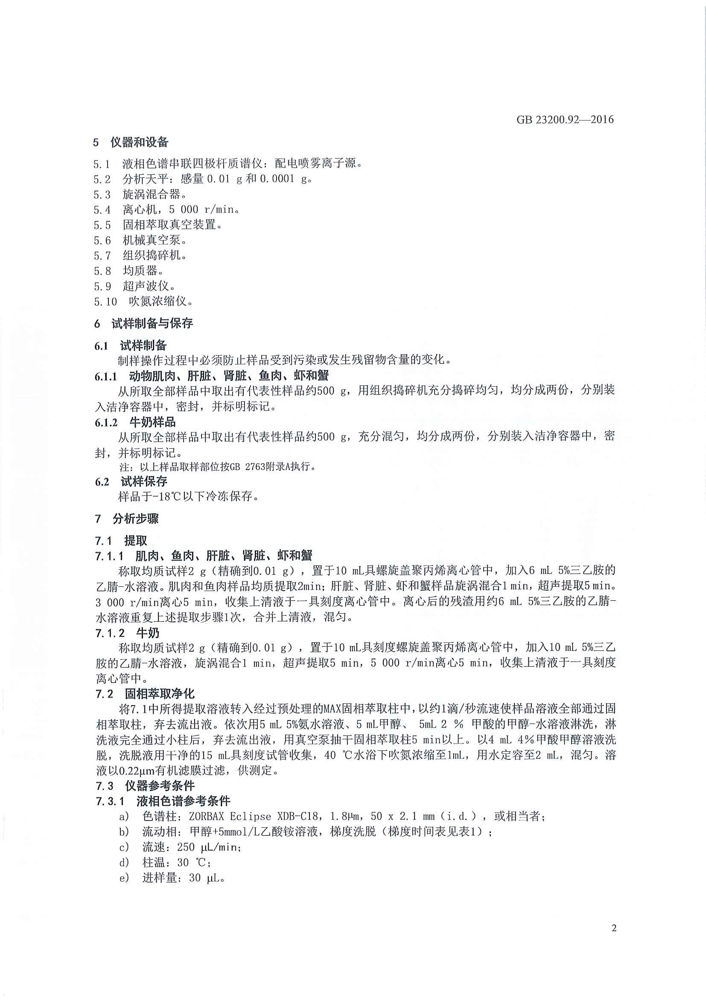 GB 23200.92—2016
5 仪器和设备
5.1 液相色谱串联四极杆质谱仪：配电喷雾离子源。
5.2 分析天平：感量 0.01 g 和 0.0001 g。
5.3 旋涡混合器。
5.4 离心机，5 000 r/min。
5.5 固相萃取真空装置。
5.6 机械真空泵。
5.7 组织捣碎机。
5.8 均质器。
5.9 超声波仪。
5.10 吹氮浓缩仪。
6 试样制备与保存
6.1 试样制备
制样操作过程中必须防止样品受到污染或发生残留物含量的变化。
6.1.1 动物肌肉、肝脏、肾脏、鱼肉、虾和蟹
从所取全部样品中取出有代表性样品约500 g，用组织捣碎机充分捣碎均匀，均分成两份，分别装
入洁净容器中，密封，并标明标记。
6.1.2 牛奶样品
从所取全部样品中取出有代表性样品约500 g，充分混匀，均分成两份，分别装入洁净容器中，密
封，并标明标记。
注：以上样品取样部位按GB 2763附录A执行。
6.2 试样保存
样品于-18℃以下冷冻保存。
7 分析步骤
7.1 提取
7.1.1 肌肉、鱼肉、肝脏、肾脏、虾和蟹
称取均质试样2 g（精确到0.01 g），置于10 mL具螺旋盖聚丙烯离心管中，加入6 mL 5%三乙胺的
乙腈-水溶液。肌肉和鱼肉样品均质提取2min；肝脏、肾脏、虾和蟹样品旋涡混合1 min，超声提取5 min。
3 000 r/min离心5 min，收集上清液于一具刻度离心管中。离心后的残渣用约6 mL 5%三乙胺的乙腈-
水溶液重复上述提取步骤1次，合并上清液，混匀。
7.1.2 牛奶
称取均质试样2 g（精确到0.01 g），置于10 mL具刻度螺旋盖聚丙烯离心管中，加入10 mL 5%三乙
胺的乙腈-水溶液，旋涡混合1 min，超声提取5 min，5 000 r/min离心5 min，收集上清液于一具刻度
离心管中。
7.2 固相萃取净化
将7.1中所得提取溶液转入经过预处理的MAX固相萃取柱中，以约1滴/秒流速使样品溶液全部通过固
相萃取柱，弃去流出液。依次用5 mL 5%氨水溶液、5 mL甲醇、 5mL 2 % 甲酸的甲醇-水溶液淋洗，淋
洗液完全通过小柱后，弃去流出液，用真空泵抽干固相萃取柱5 min以上。以4 mL 4%甲酸甲醇溶液洗
脱，洗脱液用干净的15 mL具刻度试管收集，40 ℃水浴下吹氮浓缩至1mL，用水定容至2 mL，混匀。溶
液以0.22μm有机滤膜过滤，供测定。
7.3 仪器参考条件
7.3.1 液相色谱参考条件
a) 色谱柱：ZORBAX Eclipse XDB-C18，1.8μm，50 x 2.1 mm（i.d.），或相当者；
b) 流动相：甲醇+5mmol/L乙酸铵溶液，梯度洗脱（梯度时间表见表1）；
c) 流速：250 μL/min；
d) 柱温：30 ℃；
e) 进样量：30 μL。
2